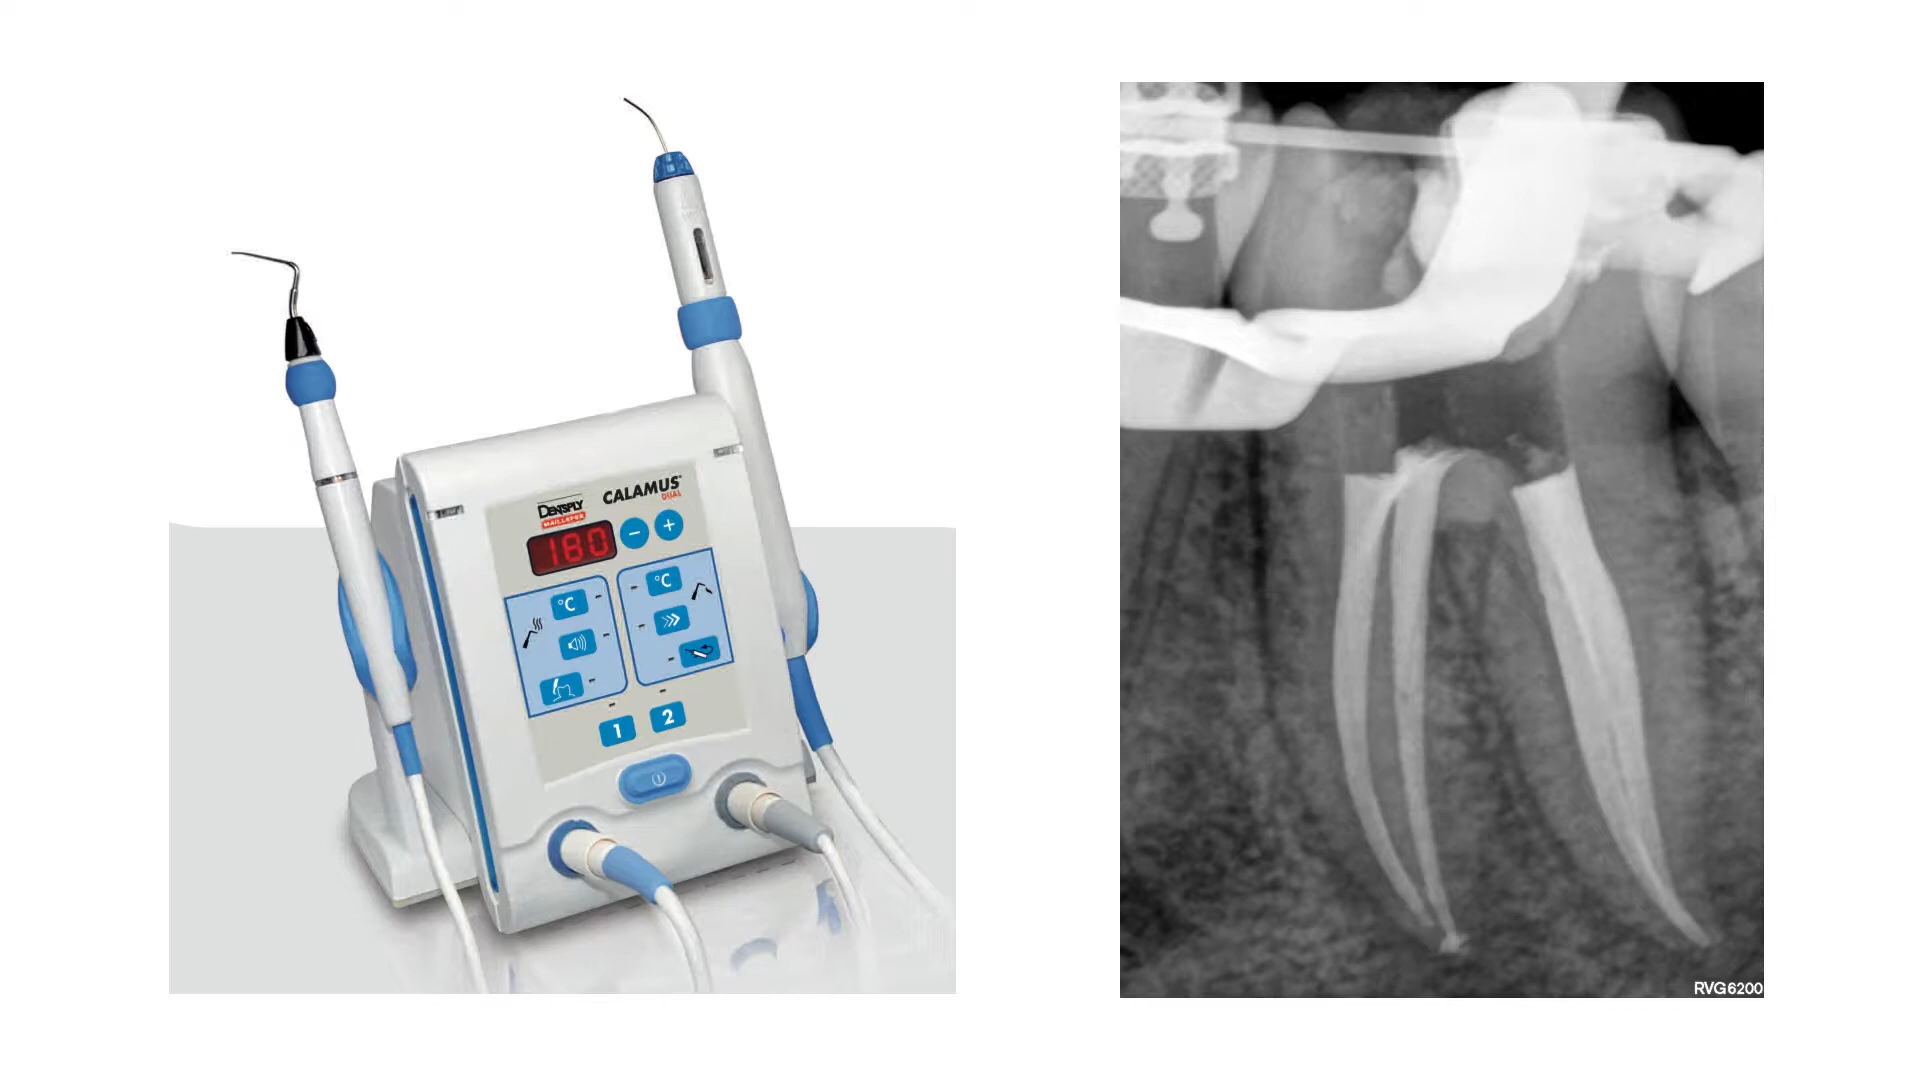 CALAMUS®
DUAL
DENTSPLY
MAILLEFER
180
− +
°C
°C
1 2
RVG6200